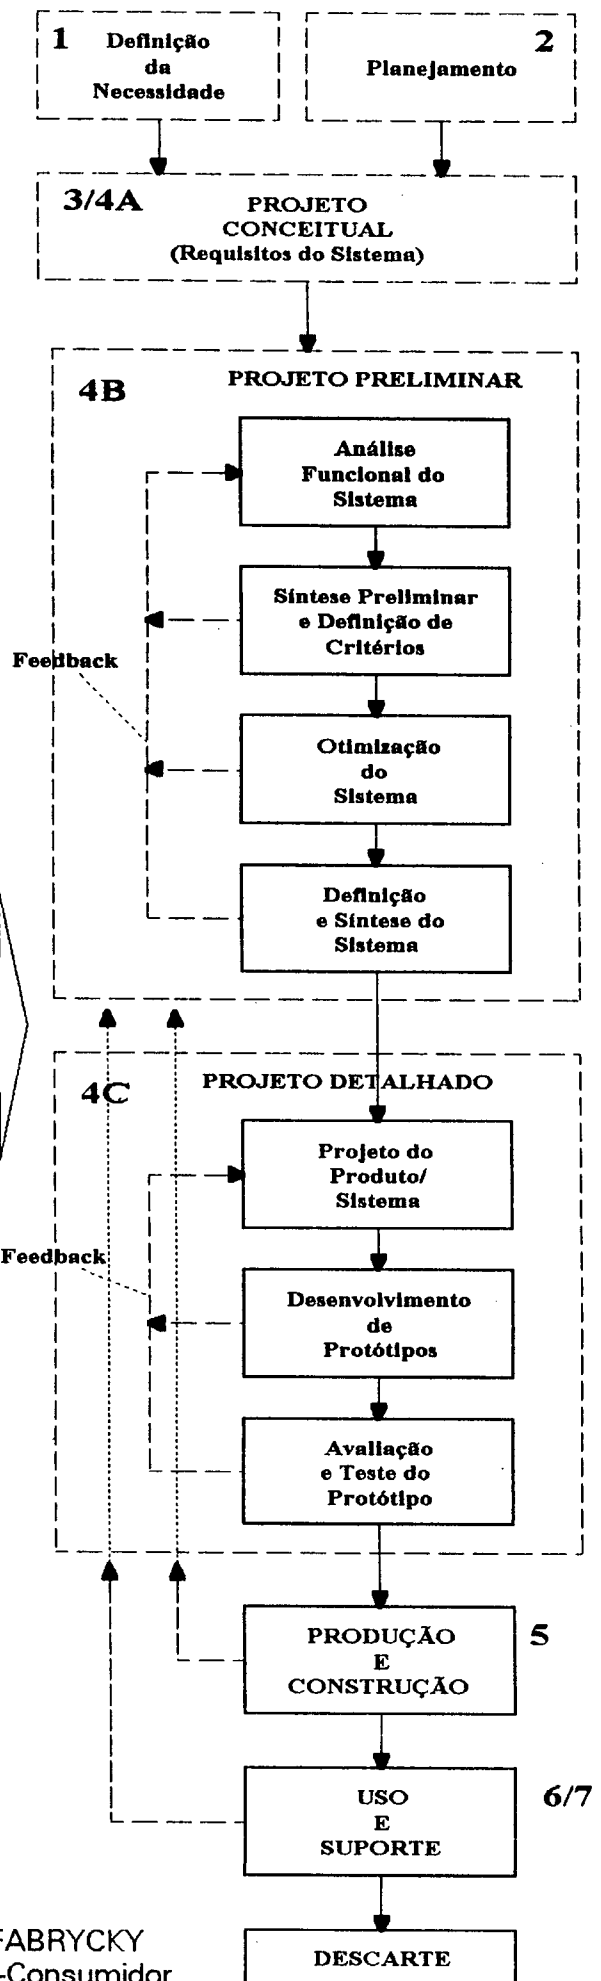 1
Definição
da
Necessidade
2
Planejamento
3/4A
PROJETO
CONCEITUAL
(Requisitos do Sistema)
4B
PROJETO PRELIMINAR
Análise
Funcional do
Sistema
Síntese Preliminar
e Definição de
Critérios
Feedback
Otimização
do
Sistema
Definição
e Síntese do
Sistema
4C
PROJETO DETALHADO
Projeto do
Produto/
Sistema
Feedback
Desenvolvimento
de
Protótipos
Avaliação
e Teste do
Protótipo
PRODUÇÃO
E
CONSTRUÇÃO
5
USO
E
SUPORTE
6/7
FABRYCKY
-Consumidor
DESCARTE